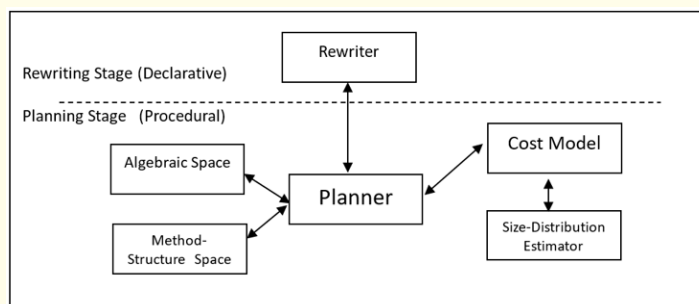 Rewriter
Rewriting Stage (Declarative)
Planning Stage (Procedural)
Algebraic Space
Cost Model
Planner
Method-
Structure Space
Size-Distribution
Estimator